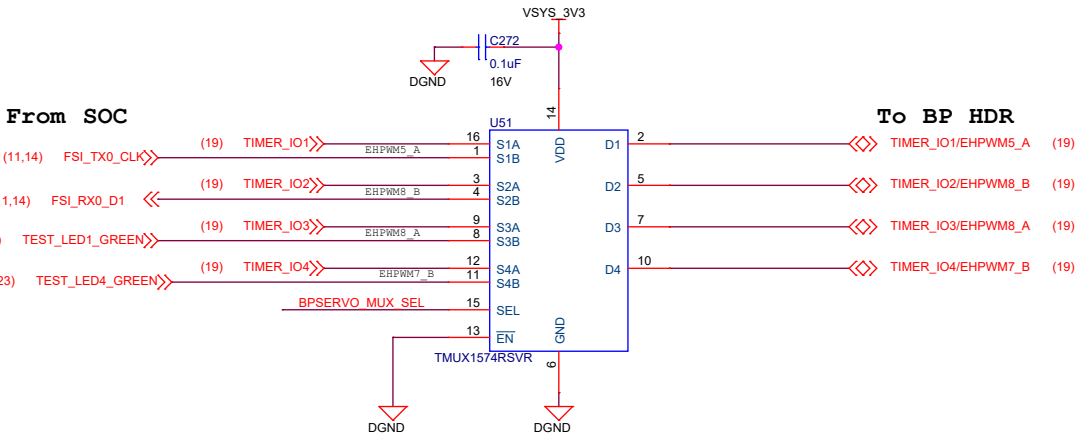 VSYS_3V3
C272
0.1uF
16V
DGND
From SOC
To BP HDR
14
U51
VDD
(19) TIMER_IO1 16 S1A D1 2 TIMER_IO1/EHPWM5_A (19)
EHPWM5_A
(11,14) FSI_TX0_CLK 1 S1B
(19) TIMER_IO2 3 S2A D2 5 TIMER_IO2/EHPWM8_B (19)
EHPWM8_B
1,14) FSI_RX0_D1 4 S2B
(19) TIMER_IO3 9 S3A D3 7 TIMER_IO3/EHPWM8_A (19)
EHPWM8_A
) TEST_LED1_GREEN 8 S3B
(19) TIMER_IO4 12 S4A D4 10 TIMER_IO4/EHPWM7_B (19)
EHPWM7_B
23) TEST_LED4_GREEN 11 S4B
BPSERVO_MUX_SEL 15 SEL
13 EN
GND
TMUX1574RSVR
6
DGND
DGND